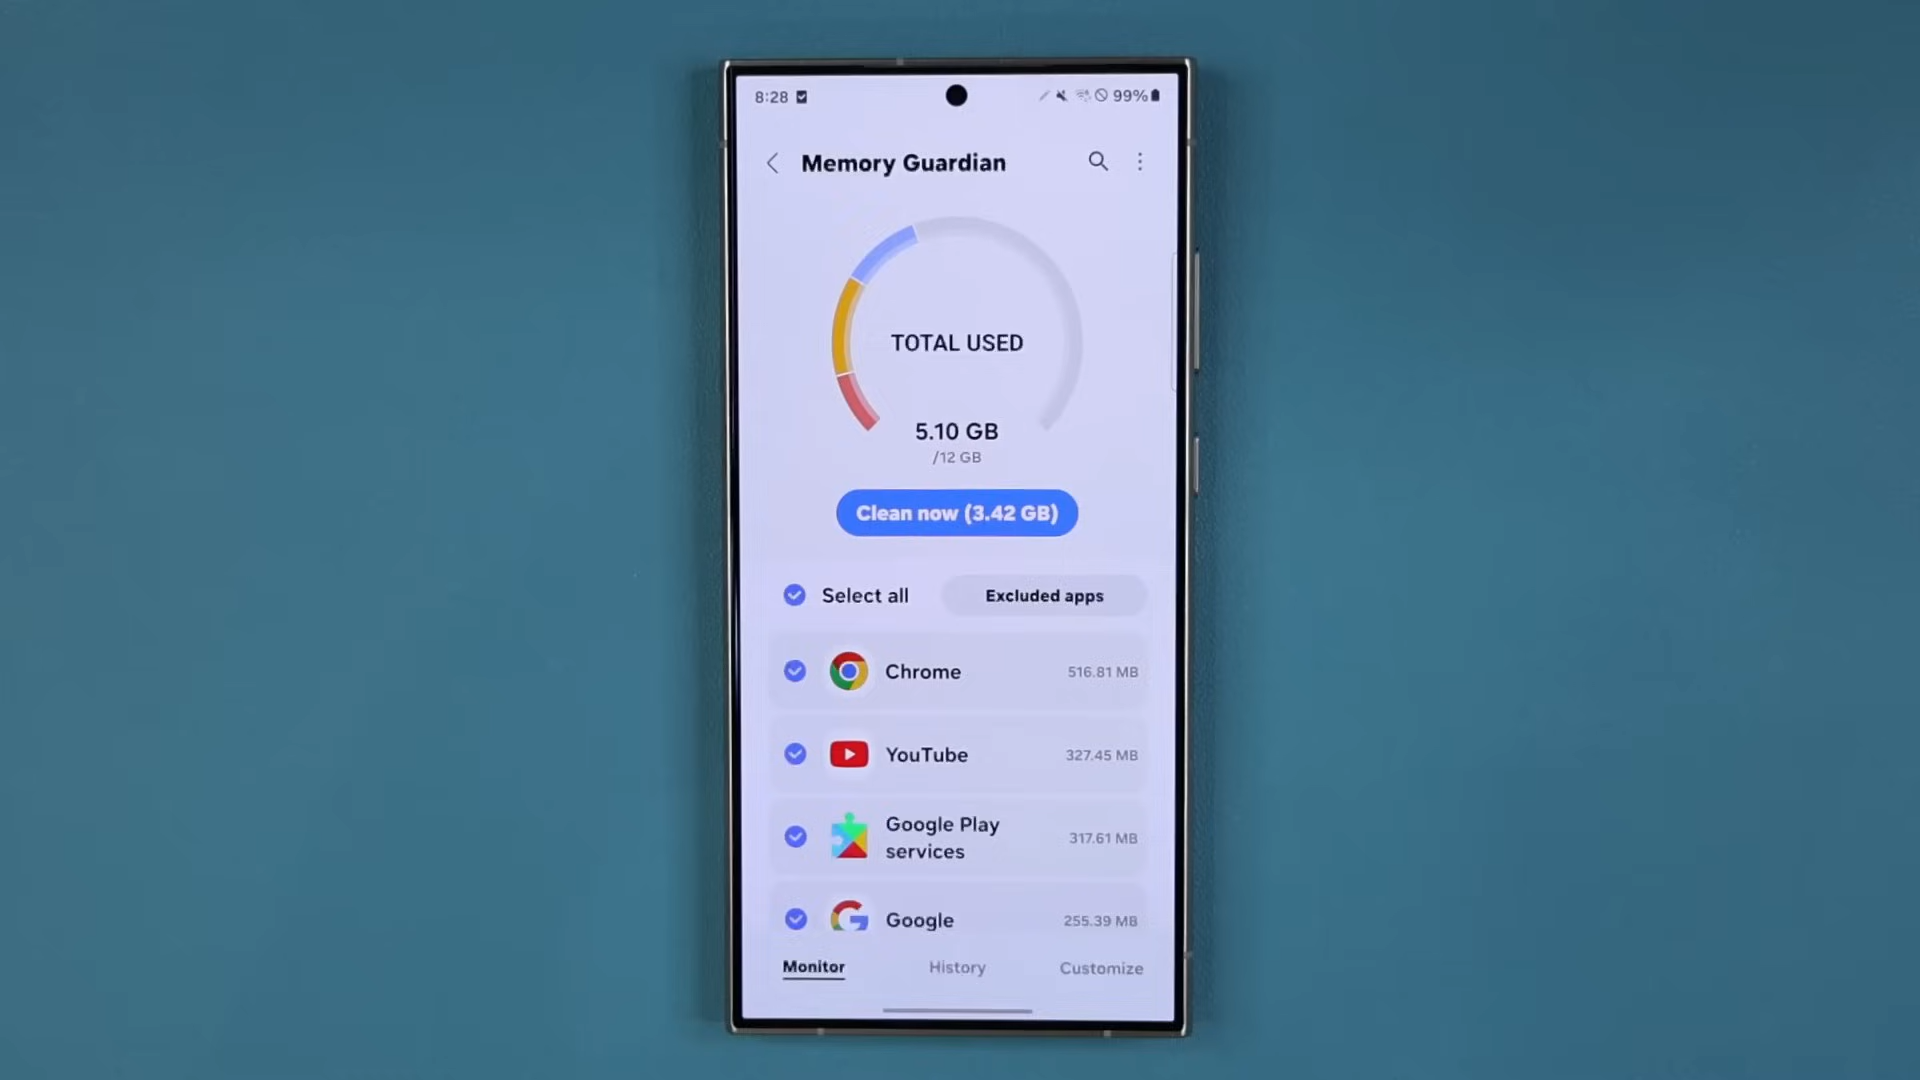 8:28
99%
Memory Guardian
TOTAL USED
5.10 GB
/12 GB
Clean now (3.42 GB)
Select all
Excluded apps
Chrome
516.81 MB
YouTube
327.45 MB
Google Play
services
317.61 MB
Google
255.39 MB
Monitor
History
Customize